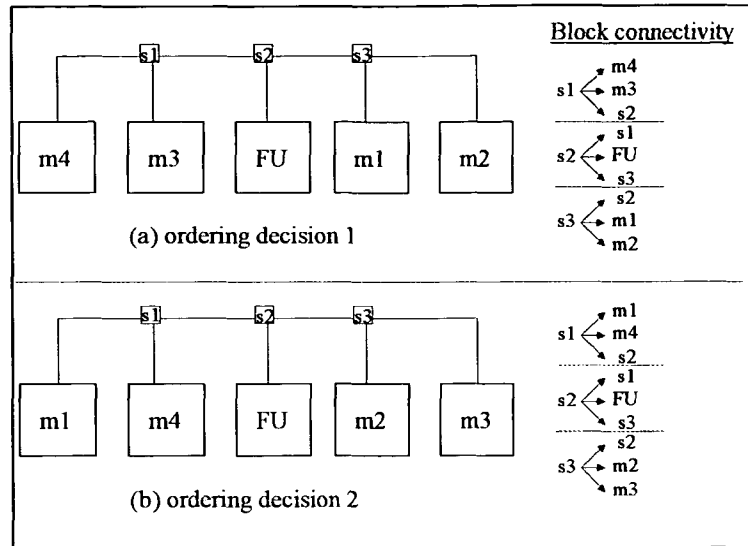 Block connectivity
s1 s2 s3
m4 m3 FU m1 m2
(a) ordering decision 1
m4
s1 m3
s2
s1
s2 FU
s3
s2
s3 m1
m2
s1 s2 s3
m1 m4 FU m2 m3
(b) ordering decision 2
m1
s1 m4
s2
s1
s2 FU
s3
s2
s3 m2
m3